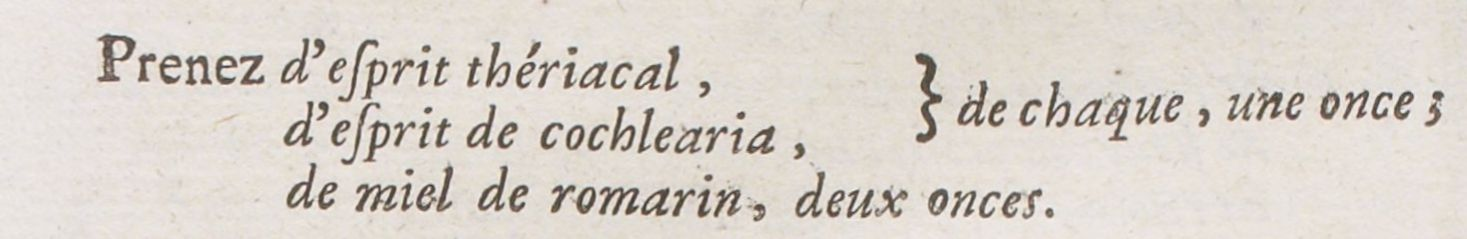 Prenez d'eſprit thériacal,
d'eſprit de cochlearia, } de chaque, une once ;
de miel de romarin, deux onces.